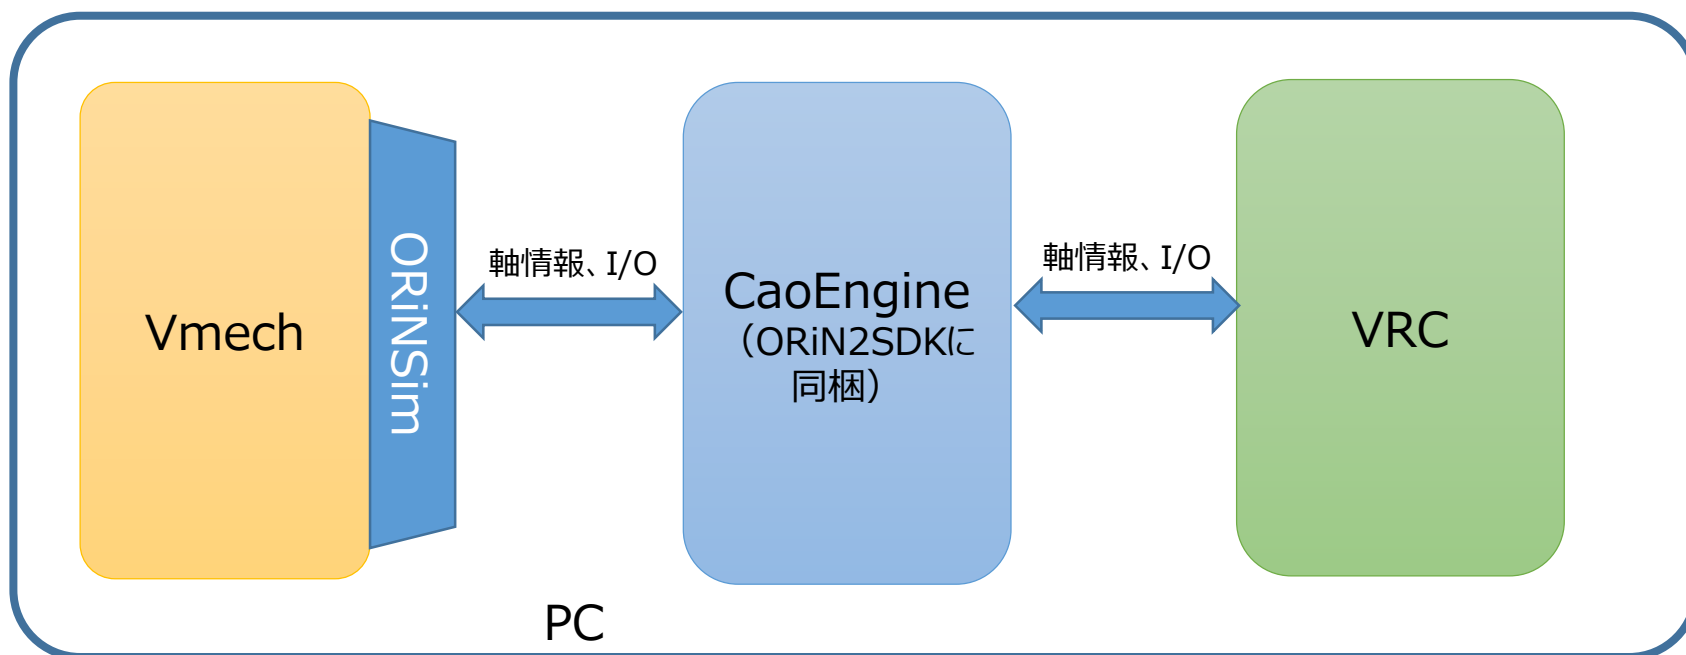 Vmech
ORiNSim
軸情報、I/O
CaoEngine
（ORiN2SDKに
同梱）
軸情報、I/O
VRC
PC